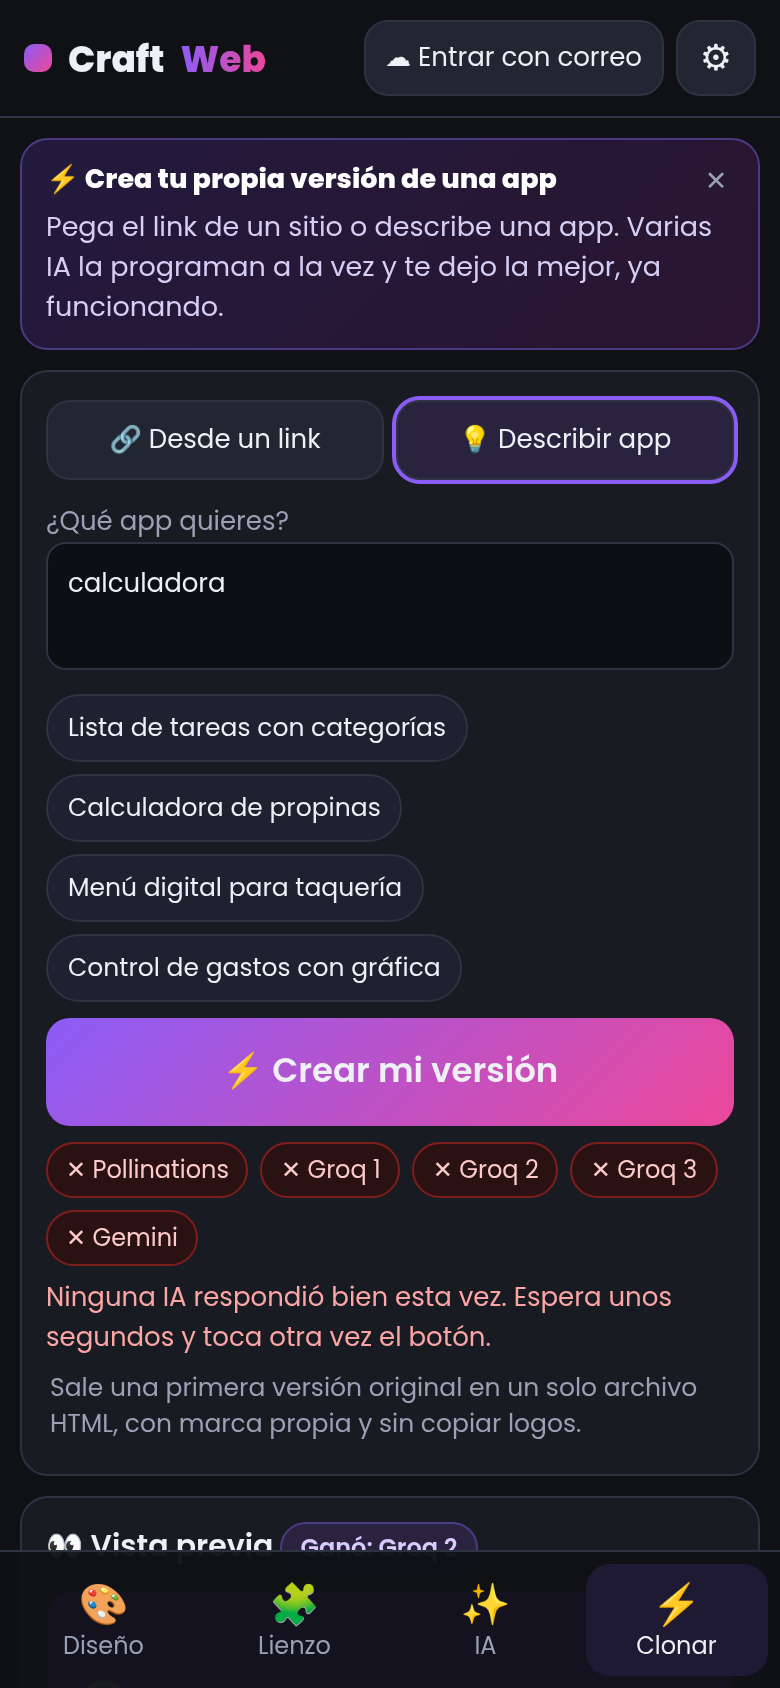 Craft Web
☁ Entrar con correo
⚡ Crea tu propia versión de una app
✕
Pega el link de un sitio o describe una app. Varias
IA la programan a la vez y te dejo la mejor, ya
funcionando.
🔗 Desde un link
💡 Describir app
¿Qué app quieres?
calculadora
Lista de tareas con categorías
Calculadora de propinas
Menú digital para taquería
Control de gastos con gráfica
⚡ Crear mi versión
✕ Pollinations
✕ Groq 1
✕ Groq 2
✕ Groq 3
✕ Gemini
Ninguna IA respondió bien esta vez. Espera unos
segundos y toca otra vez el botón.
Sale una primera versión original en un solo archivo
HTML, con marca propia y sin copiar logos.
👀 Vista previa
Ganó: Groq 2
Diseño
Lienzo
IA
Clonar